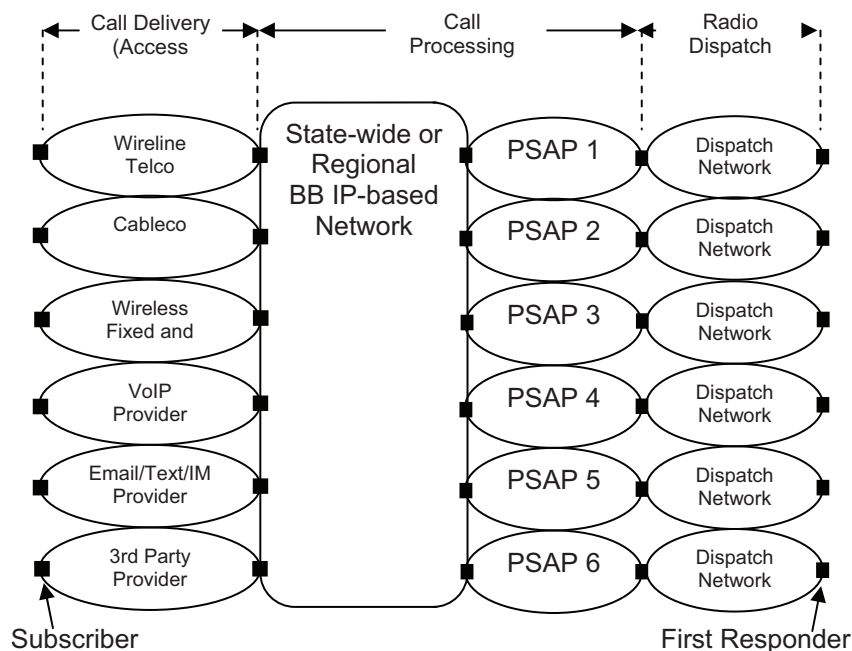 Call Delivery
(Access
Call
Processing
Radio
Dispatch
Wireline
Telco
State-wide or
Regional
BB IP-based
Network
PSAP 1
Dispatch
Network
Cableco
PSAP 2
Dispatch
Network
Wireless
Fixed and
PSAP 3
Dispatch
Network
VoIP
Provider
PSAP 4
Dispatch
Network
Email/Text/IM
Provider
PSAP 5
Dispatch
Network
3rd Party
Provider
PSAP 6
Dispatch
Network
Subscriber
First Responder